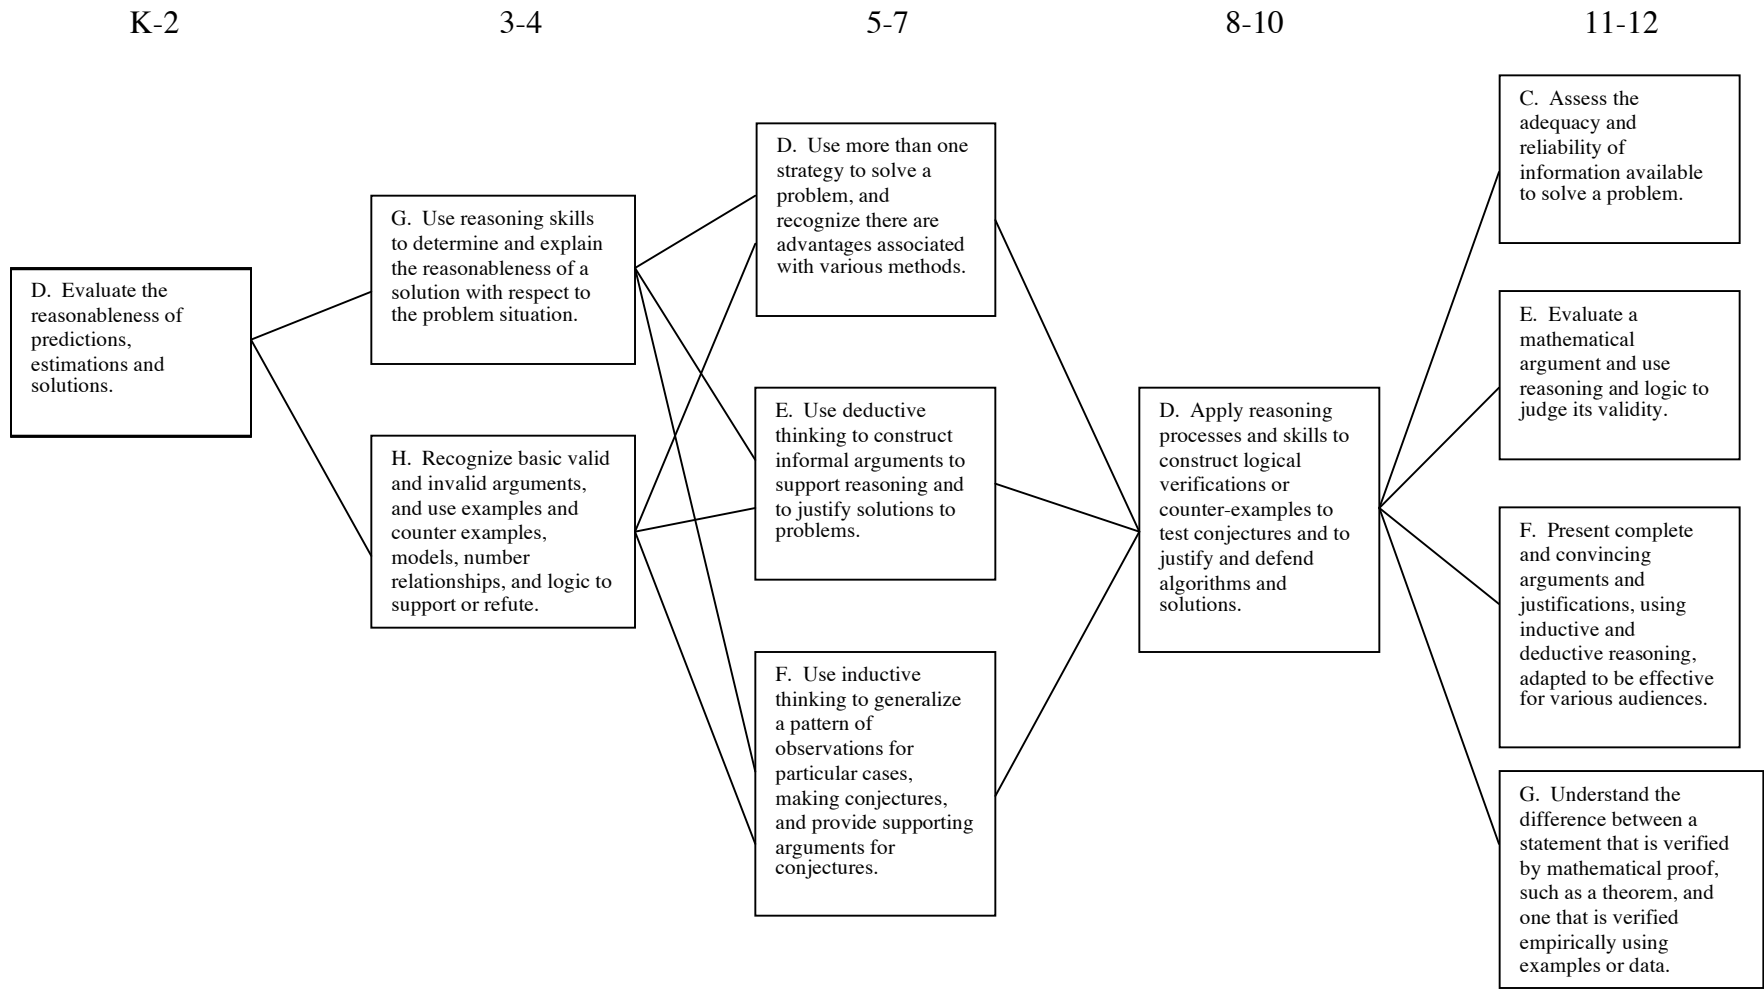 K-2
3-4
5-7
8-10
11-12
D. Evaluate the
reasonableness of
predictions,
estimations and
solutions.
G. Use reasoning skills
to determine and explain
the reasonableness of a
solution with respect to
the problem situation.
H. Recognize basic valid
and invalid arguments,
and use examples and
counter examples,
models, number
relationships, and logic to
support or refute.
D. Use more than one
strategy to solve a
problem, and
recognize there are
advantages associated
with various methods.
E. Use deductive
thinking to construct
informal arguments to
support reasoning and
to justify solutions to
problems.
F. Use inductive
thinking to generalize
a pattern of
observations for
particular cases,
making conjectures,
and provide supporting
arguments for
conjectures.
D. Apply reasoning
processes and skills to
construct logical
verifications or
counter-examples to
test conjectures and to
justify and defend
algorithms and
solutions.
C. Assess the
adequacy and
reliability of
information available
to solve a problem.
E. Evaluate a
mathematical
argument and use
reasoning and logic to
judge its validity.
F. Present complete
and convincing
arguments and
justifications, using
inductive and
deductive reasoning,
adapted to be effective
for various audiences.
G. Understand the
difference between a
statement that is verified
by mathematical proof,
such as a theorem, and
one that is verified
empirically using
examples or data.